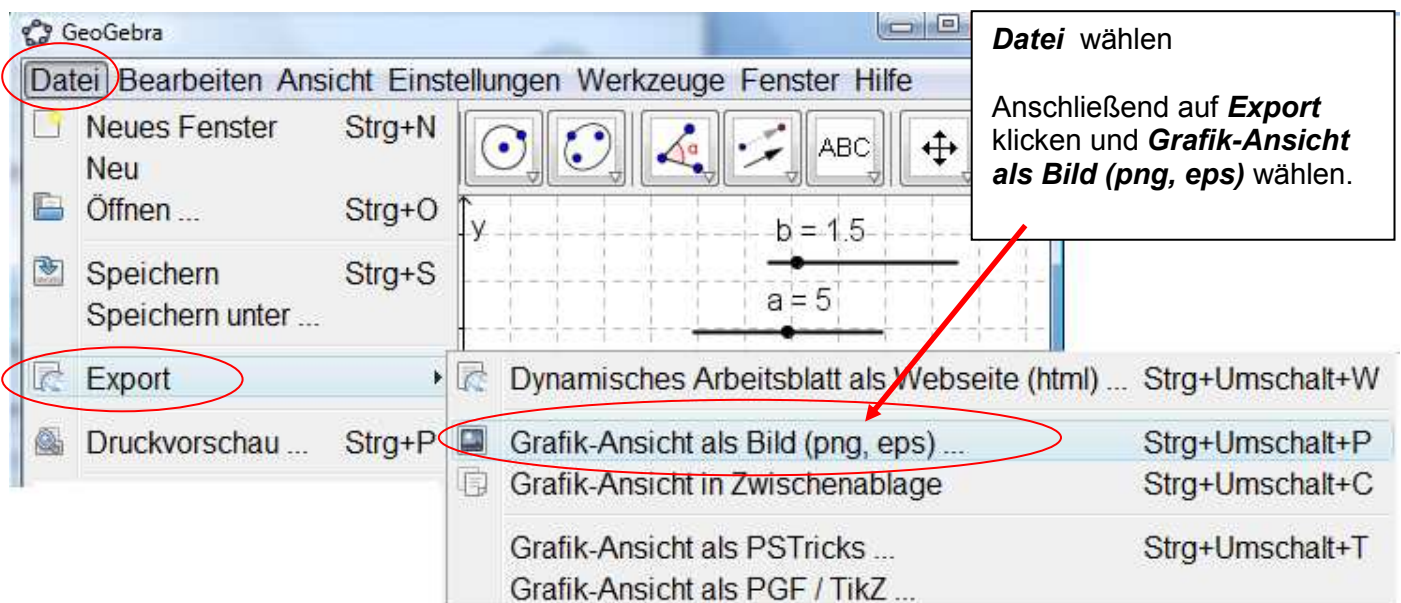 GeoGebra
Datei Bearbeiten Ansicht Einstellungen Werkzeuge Fenster Hilfe
Neues Fenster Strg+N
Neu
Öffnen ... Strg+O
Speichern Strg+S
Speichern unter ...
Export
Druckvorschau ... Strg+P
ABC
α
y
b = 1.5
a = 5
Datei wählen
Anschließend auf Export
klicken und Grafik-Ansicht
als Bild (png, eps) wählen.
Dynamisches Arbeitsblatt als Webseite (html) ... Strg+Umschalt+W
Grafik-Ansicht als Bild (png, eps) ... Strg+Umschalt+P
Grafik-Ansicht in Zwischenablage Strg+Umschalt+C
Grafik-Ansicht als PSTricks ... Strg+Umschalt+T
Grafik-Ansicht als PGF / TikZ ...